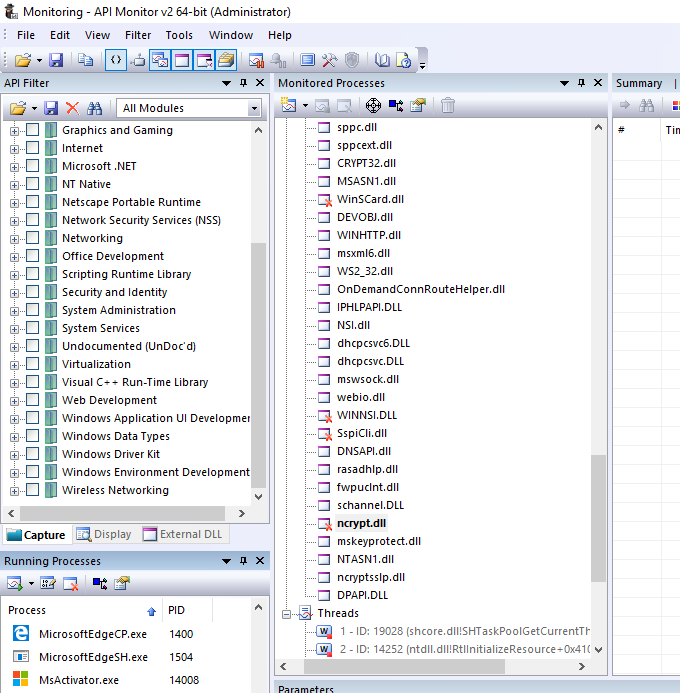 Monitoring - API Monitor v2 64-bit (Administrator)
File Edit View Filter Tools Window Help
API Filter
All Modules
Graphics and Gaming
Internet
Microsoft .NET
NT Native
Netscape Portable Runtime
Network Security Services (NSS)
Networking
Office Development
Scripting Runtime Library
Security and Identity
System Administration
System Services
Undocumented (UnDoc'd)
Virtualization
Visual C++ Run-Time Library
Web Development
Windows Application UI Developmer
Windows Data Types
Windows Driver Kit
Windows Environment Development
Wireless Networking
Capture Display External DLL
Running Processes
Process PID
MicrosoftEdgeCP.exe 1400
MicrosoftEdgeSH.exe 1504
MsActivator.exe 14008
Monitored Processes
sppc.dll
sppcext.dll
CRYPT32.dll
MSASN1.dll
WinSCard.dll
DEVOBJ.dll
WINHTTP.dll
msxml6.dll
WS2_32.dll
OnDemandConnRouteHelper.dll
IPHLPAPI.DLL
NSI.dll
dhcpcsvc6.DLL
dhcpcsvc.DLL
mswsock.dll
webio.dll
WINNSI.DLL
SspiCli.dll
DNSAPI.dll
rasadhlp.dll
fwpuclnt.dll
schannel.DLL
ncrypt.dll
mskeyprotect.dll
NTASN1.dll
ncryptsslp.dll
DPAPI.DLL
Threads
1 - ID: 19028 (shcore.dll!SHTaskPoolGetCurrentTh
2 - ID: 14252 (ntdll.dll!RtlInitializeResource+0x410
Parameters
Summary
# Tim